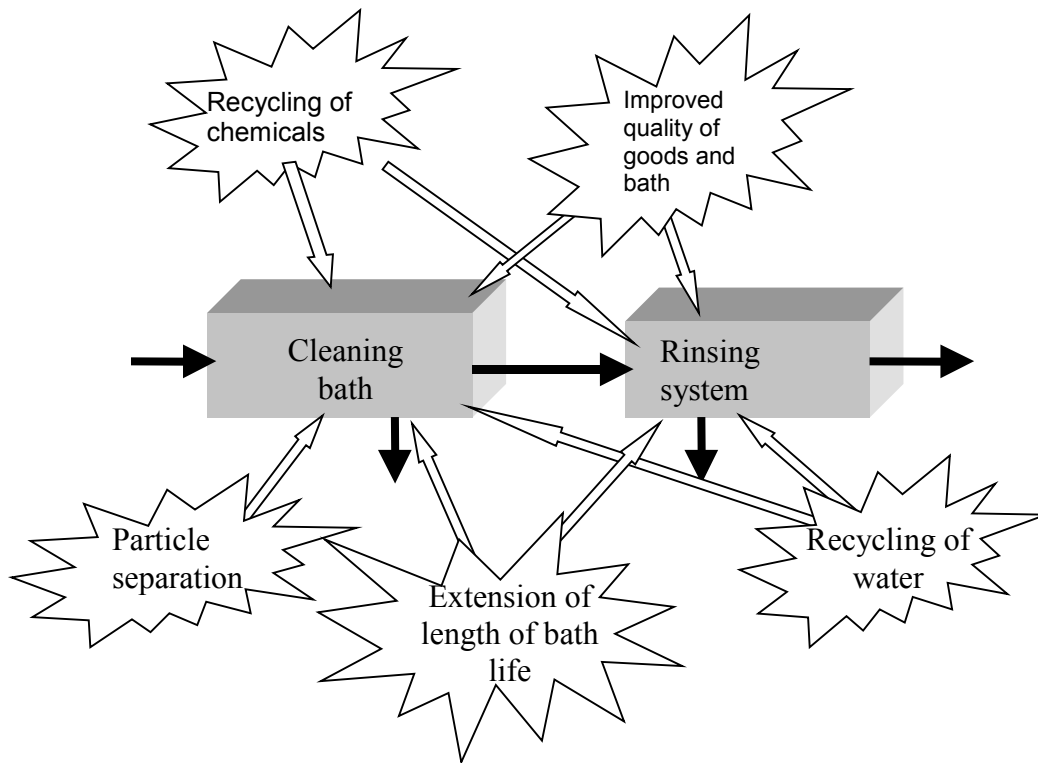 Recycling of
chemicals
Improved
quality of
goods and
bath
Cleaning
bath
Rinsing
system
Particle
separation
Extension of
length of bath
life
Recycling of
water